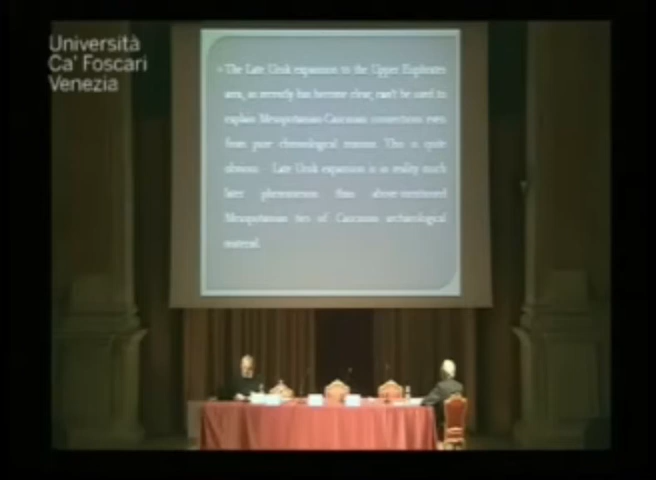 Università
Ca' Foscari
Venezia
The Late Uruk expansion to the Upper Euphrates
area, as recently has become clear, can't be used to
explain Mesopotamian-Caucasian connections even
from pure chronological reasons. This is quite
obvious. Late Uruk expansion is in reality much
later phenomenon than above-mentioned
Mesopotamian ties of Caucasian archaeological
material.